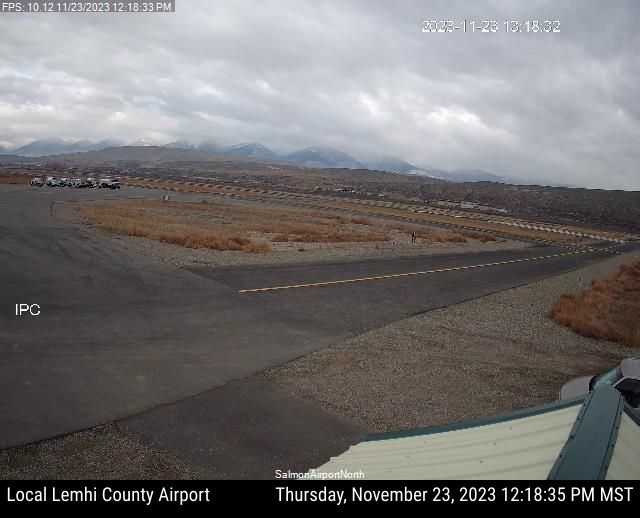 FPS: 10.12 11/23/2023 12:18:33 PM
2023-11-23 13:18:32
IPC
SalmonAirportNorth
Local Lemhi County Airport Thursday, November 23, 2023 12:18:35 PM MST